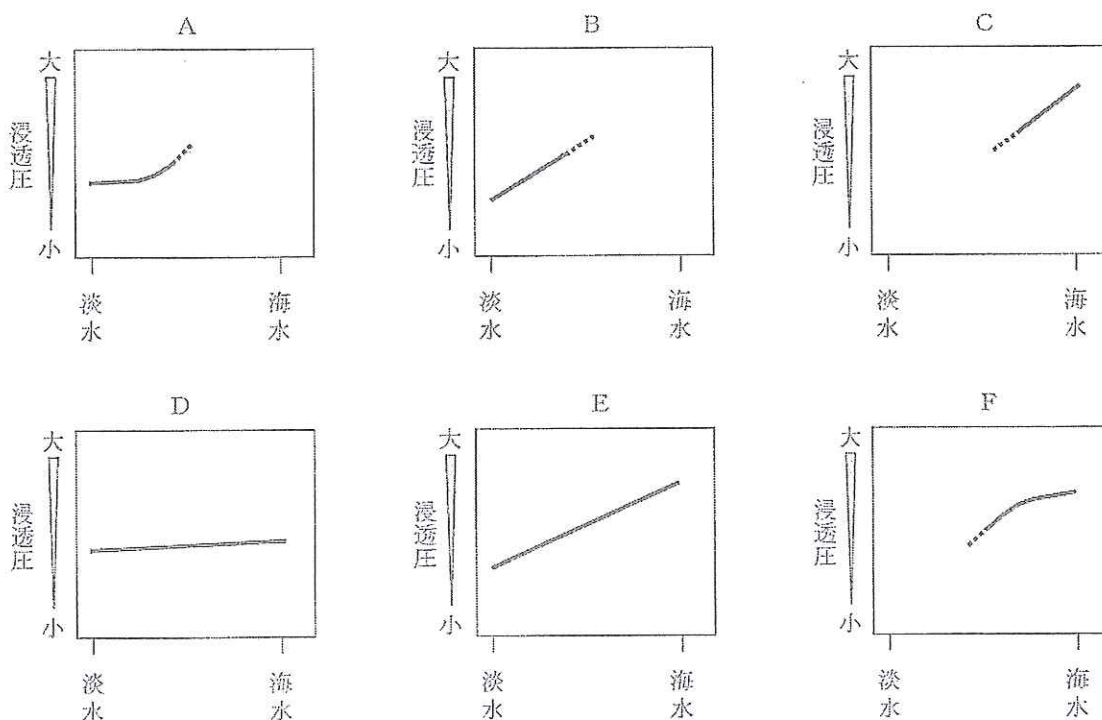 A
大
浸透圧
小
淡水
海水
B
大
浸透圧
小
淡水
海水
C
大
浸透圧
小
淡水
海水
D
大
浸透圧
小
淡水
海水
E
大
浸透圧
小
淡水
海水
F
大
浸透圧
小
淡水
海水